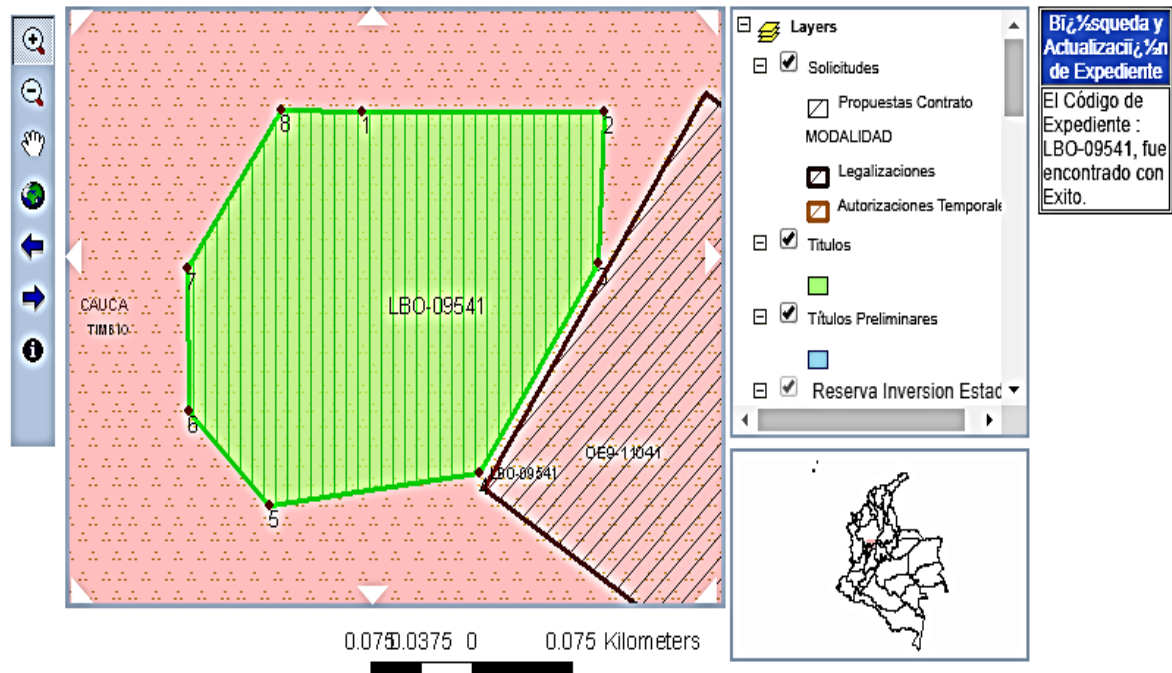 8
1
2
3
7
6
5
LBO-09541
CAUCA
TIMBIO
LBO-09541
OE9-11041
Layers
Solicitudes
Propuestas Contrato
MODALIDAD
Legalizaciones
Autorizaciones Temporale
Titulos
Títulos Preliminares
Reserva Inversion Estad
Bï¿½squeda y
Actualizaciï¿½n
de Expediente
El Código de
Expediente :
LBO-09541, fue
encontrado con
Exito.
0.075 0.0375 0 0.075 Kilometers